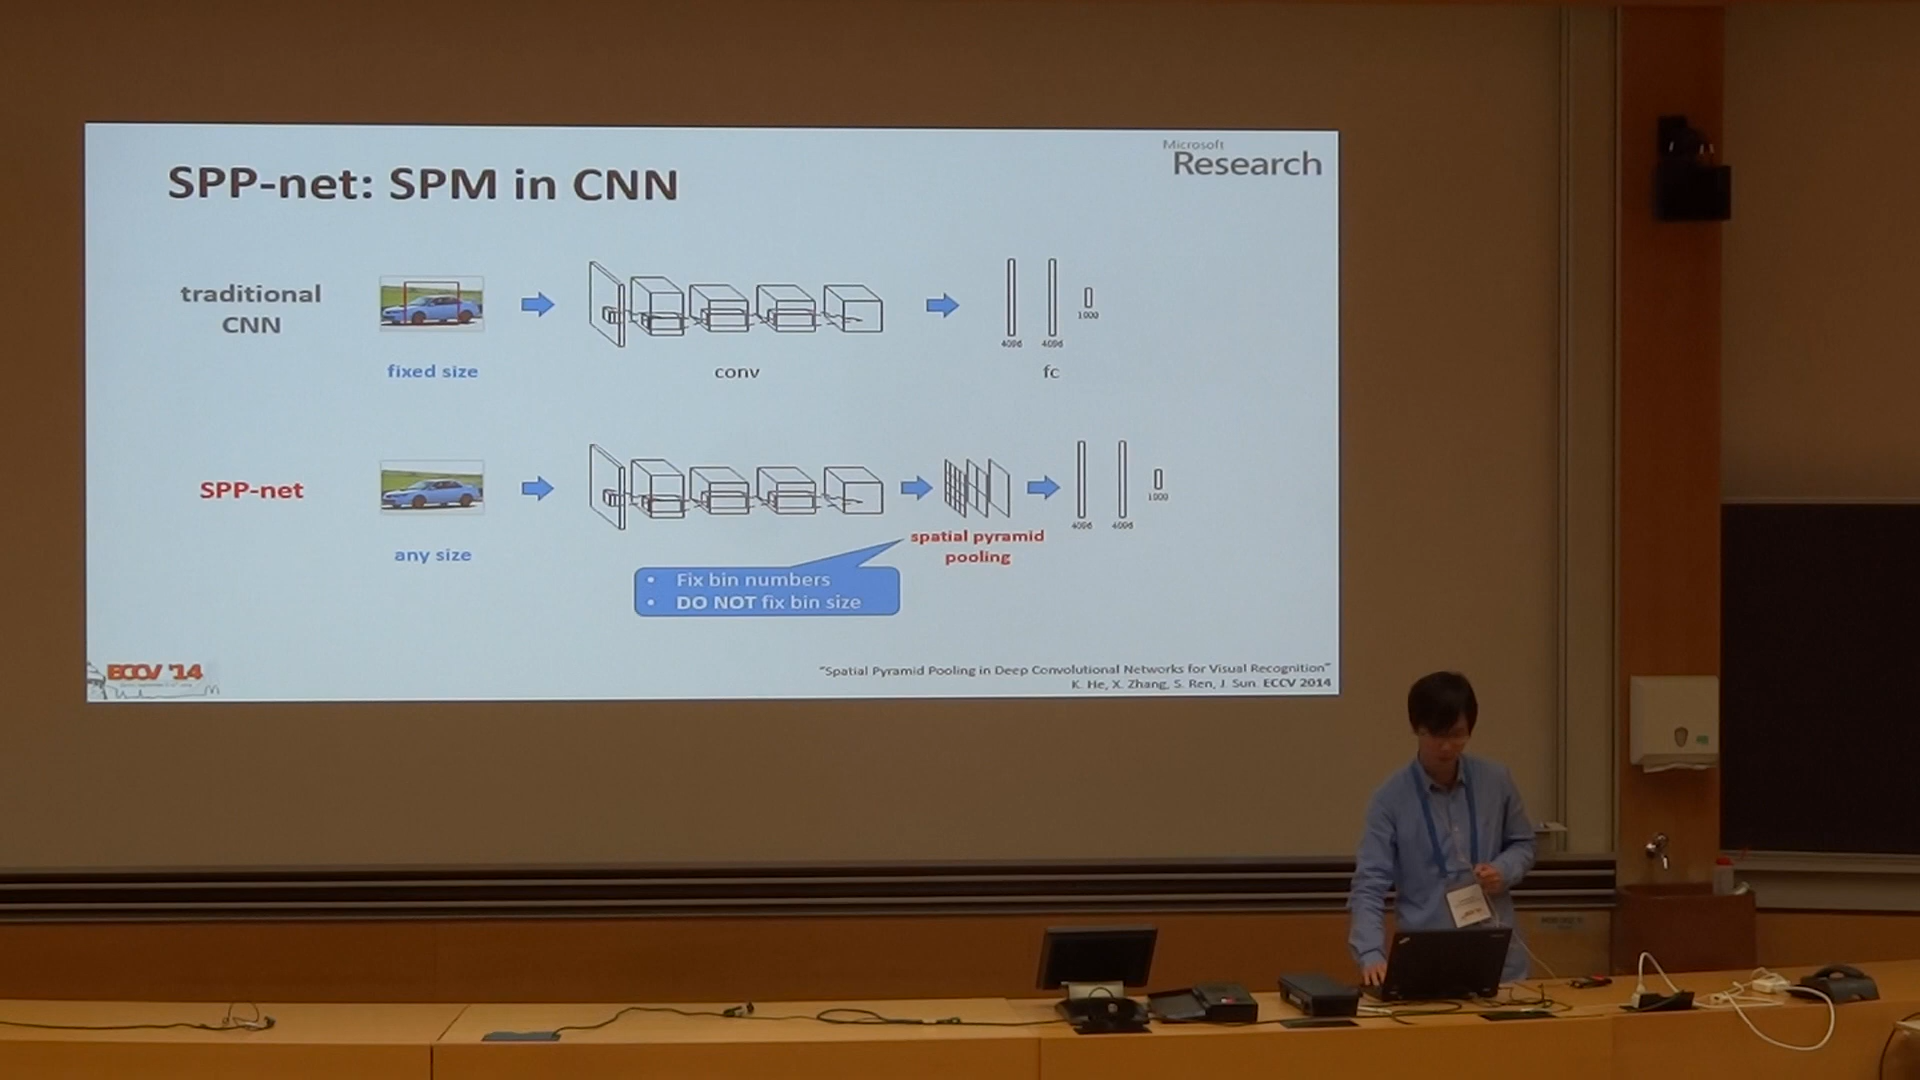 Microsoft
Research
SPP-net: SPM in CNN
traditional
CNN
1000
4096
4096
fixed size
conv
fc
SPP-net
1000
4096
4096
any size
spatial pyramid
pooling
• Fix bin numbers
• DO NOT fix bin size
ECCV '14
"Spatial Pyramid Pooling in Deep Convolutional Networks for Visual Recognition"
K. He, X. Zhang, S. Ren, J. Sun. ECCV 2014